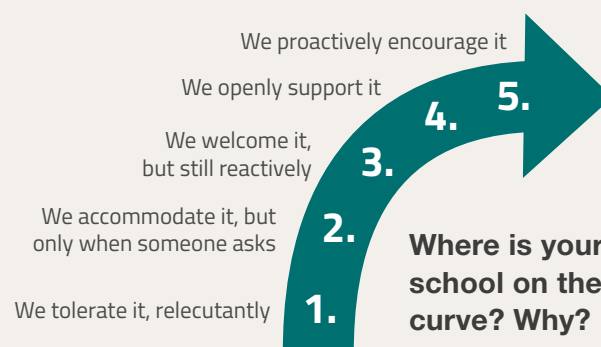 We proactively encourage it
5.
We openly support it
4.
We welcome it,
but still reactively
3.
We accommodate it, but
only when someone asks
2.
We tolerate it, relecutantly
1.
Where is your
school on the
curve? Why?